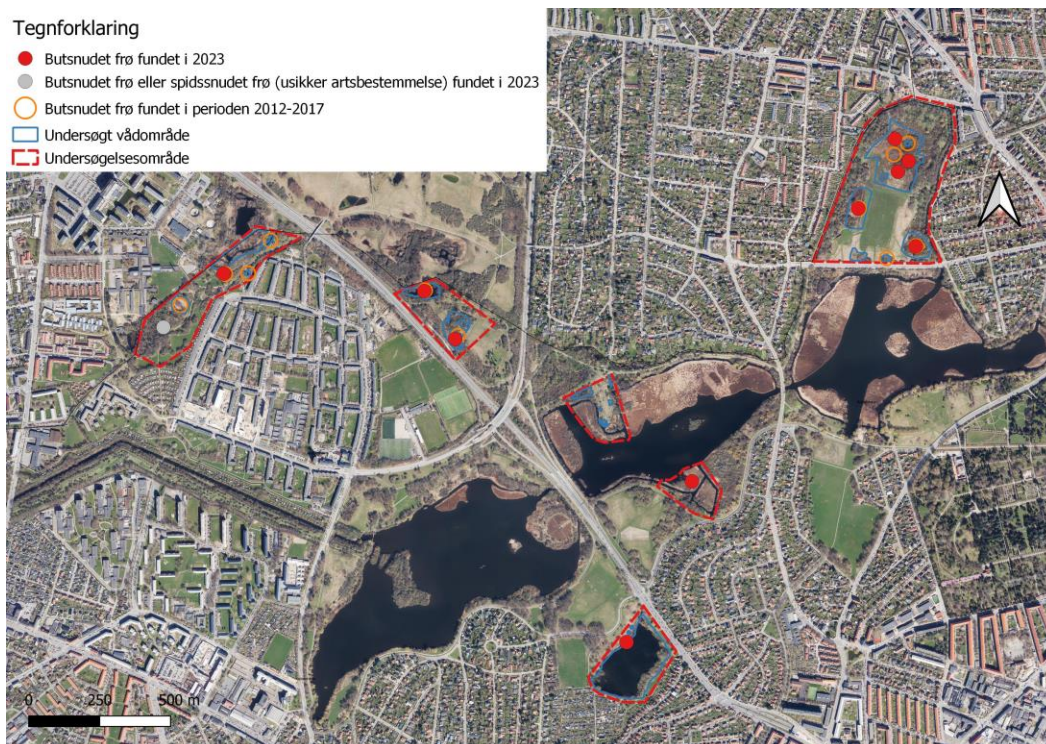 Tegnforklaring
Butsnudet frø fundet i 2023
Butsnudet frø eller spidssnudet frø (usikker artsbestemmelse) fundet i 2023
Butsnudet frø fundet i perioden 2012-2017
Undersøgt vådområde
Undersøgelsesområde
0 250 500 m